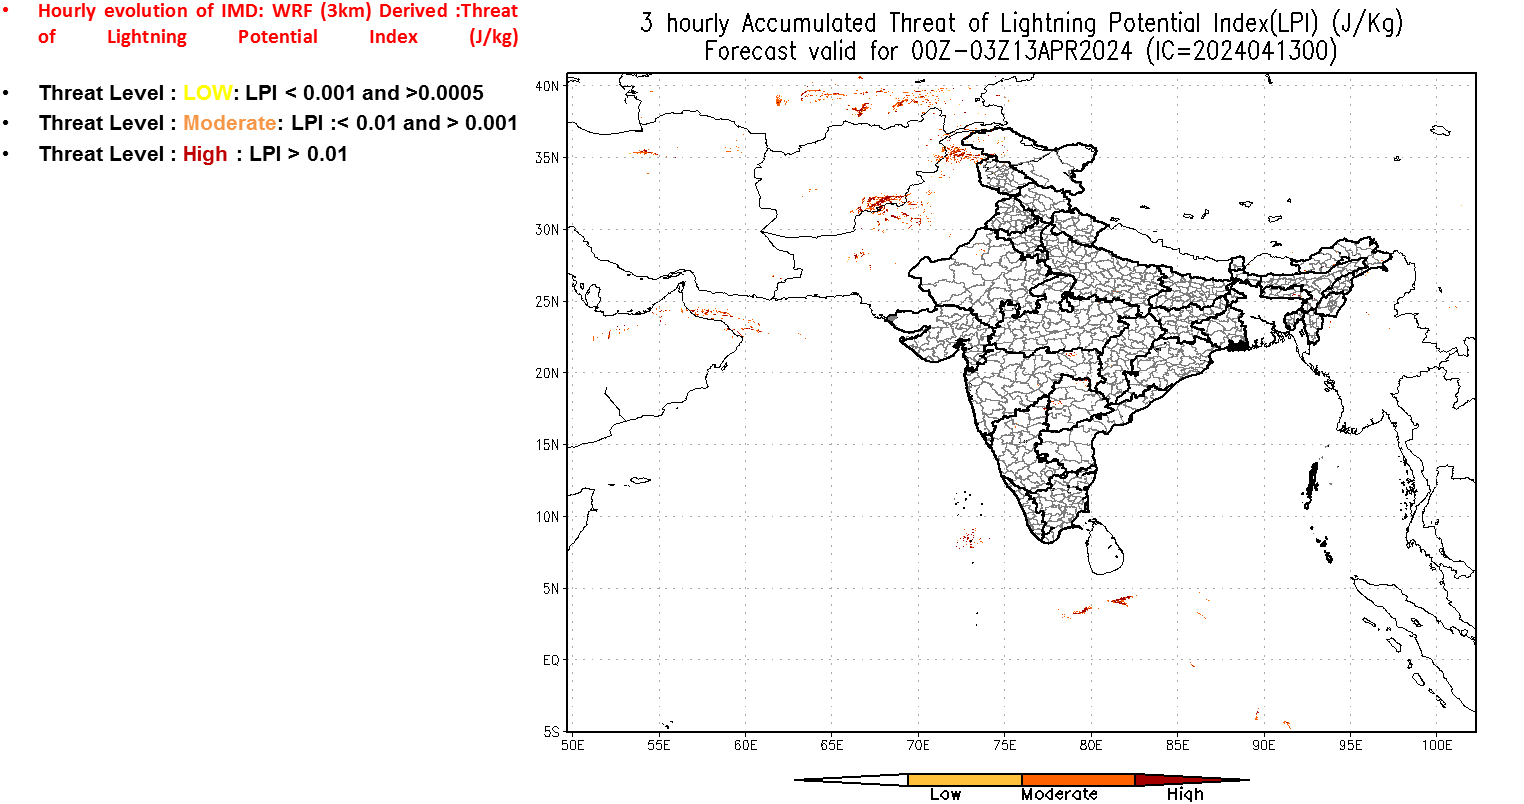 • Hourly evolution of IMD: WRF (3km) Derived :Threat
of Lightning Potential Index (J/kg)
• Threat Level : LOW: LPI < 0.001 and >0.0005
• Threat Level : Moderate: LPI :< 0.01 and > 0.001
• Threat Level : High : LPI > 0.01
3 hourly Accumulated Threat of Lightning Potential Index(LPI) (J/Kg)
Forecast valid for 00Z-03Z13APR2024 (IC=2024041300)
40N
35N
30N
25N
20N
15N
10N
5N
EQ
5S
50E 55E 60E 65E 70E 75E 80E 85E 90E 95E 100E
Low Moderate High